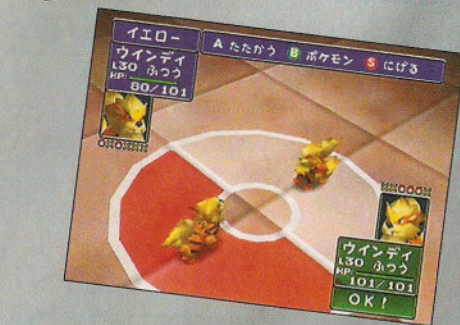 イエロー
ウインディ
L30 ふつう
HP:
80/101
A たたかう B ポケモン S にげる
ウインディ
L30 ふつう
HP:
101/101
OK!